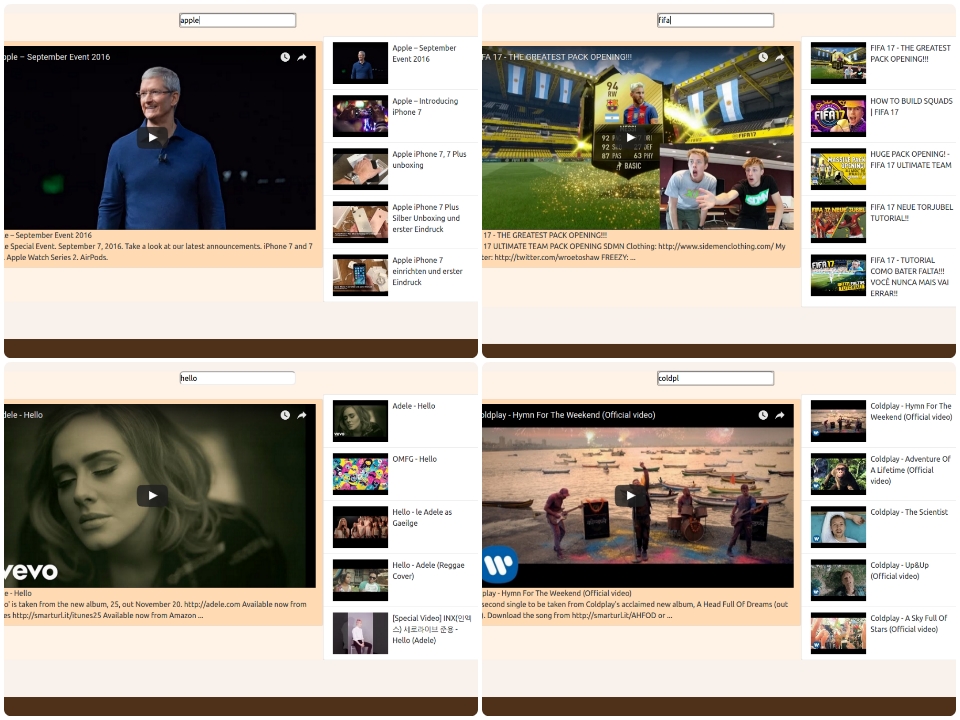 apple
ople – September Event 2016
e – September Event 2016
e Special Event. September 7, 2016. Take a look at our latest announcements. iPhone 7 and 7
. Apple Watch Series 2. AirPods.
Apple – September
Event 2016
Apple – Introducing
iPhone 7
Apple iPhone 7, 7 Plus
unboxing
Apple iPhone 7 Plus
Silber Unboxing und
erster Eindruck
Apple iPhone 7
einrichten und erster
Eindruck
fifa
FA 17 - THE GREATEST PACK OPENING!!!
94
RW
BASIC
FIFA17
17 - THE GREATEST PACK OPENING!!!
17 ULTIMATE TEAM PACK OPENING SDMN Clothing: http://www.sidemenclothing.com/ My
ter: http://twitter.com/wroetoshaw FREEZY: ...
FIFA 17 - THE GREATEST
PACK OPENING!!!
HOW TO BUILD SQUADS
| FIFA 17
HUGE PACK OPENING! -
FIFA 17 ULTIMATE TEAM
FIFA 17 NEUE TORJUBEL
TUTORIAL!!
FIFA 17 - TUTORIAL
COMO BATER FALTA!!!
VOCÊ NUNCA MAIS VAI
ERRAR!!
hello
dele - Hello
vevo
e - Hello
o' is taken from the new album, 25, out November 20. http://adele.com Available now from
es http://smarturl.it/itunes25 Available now from Amazon ...
Adele - Hello
OMFG - Hello
Hello - le Adele as
Gaeilge
Hello - Adele (Reggae
Cover)
[Special Video] INX(인엑
스) 세로라이브 준용 -
Hello (Adele)
coldpl
oldplay - Hymn For The Weekend (Official video)
play - Hymn For The Weekend (Official video)
second single to be taken from Coldplay's acclaimed new album, A Head Full Of Dreams (out
. Download the song from http://smarturl.it/AHFOD or ...
Coldplay - Hymn For The
Weekend (Official video)
Coldplay - Adventure Of
A Lifetime (Official
video)
Coldplay - The Scientist
Coldplay - Up&Up
(Official video)
Coldplay - A Sky Full Of
Stars (Official video)